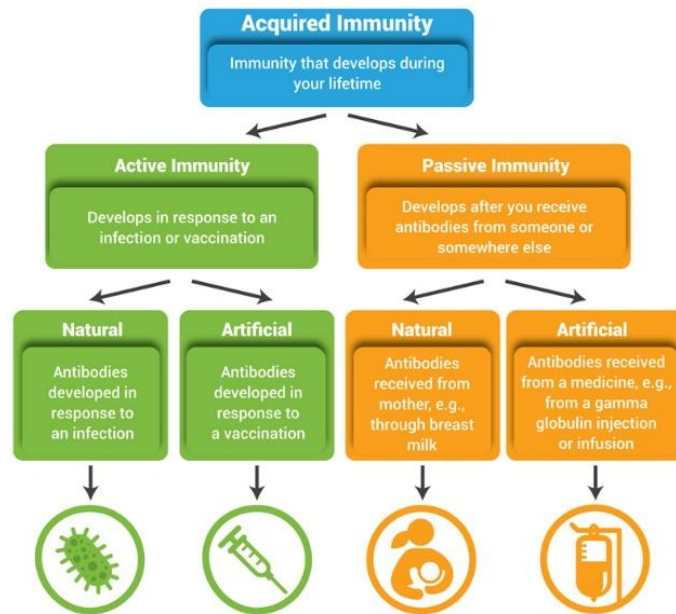 Acquired Immunity
Immunity that develops during
your lifetime
Active Immunity
Develops in response to an
infection or vaccination
Passive Immunity
Develops after you receive
antibodies from someone or
somewhere else
Natural
Antibodies
developed in
response to
an infection
Artificial
Antibodies
developed in
response to
a vaccination
Natural
Antibodies
received from
mother, e.g.,
through breast
milk
Artificial
Antibodies received
from a medicine, e.g.,
from a gamma
globulin injection
or infusion